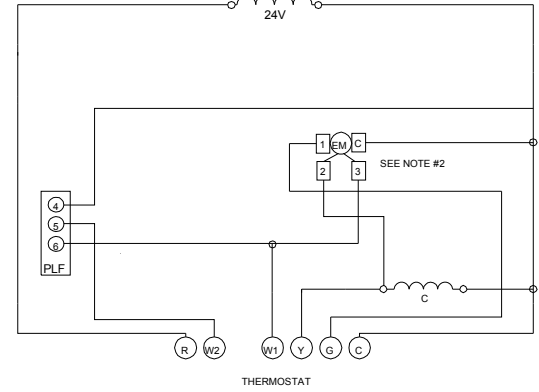 24V
1 EM C
SEE NOTE #2
2 3
4
5
6
PLF
C
R W2 W1 Y G C
THERMOSTAT